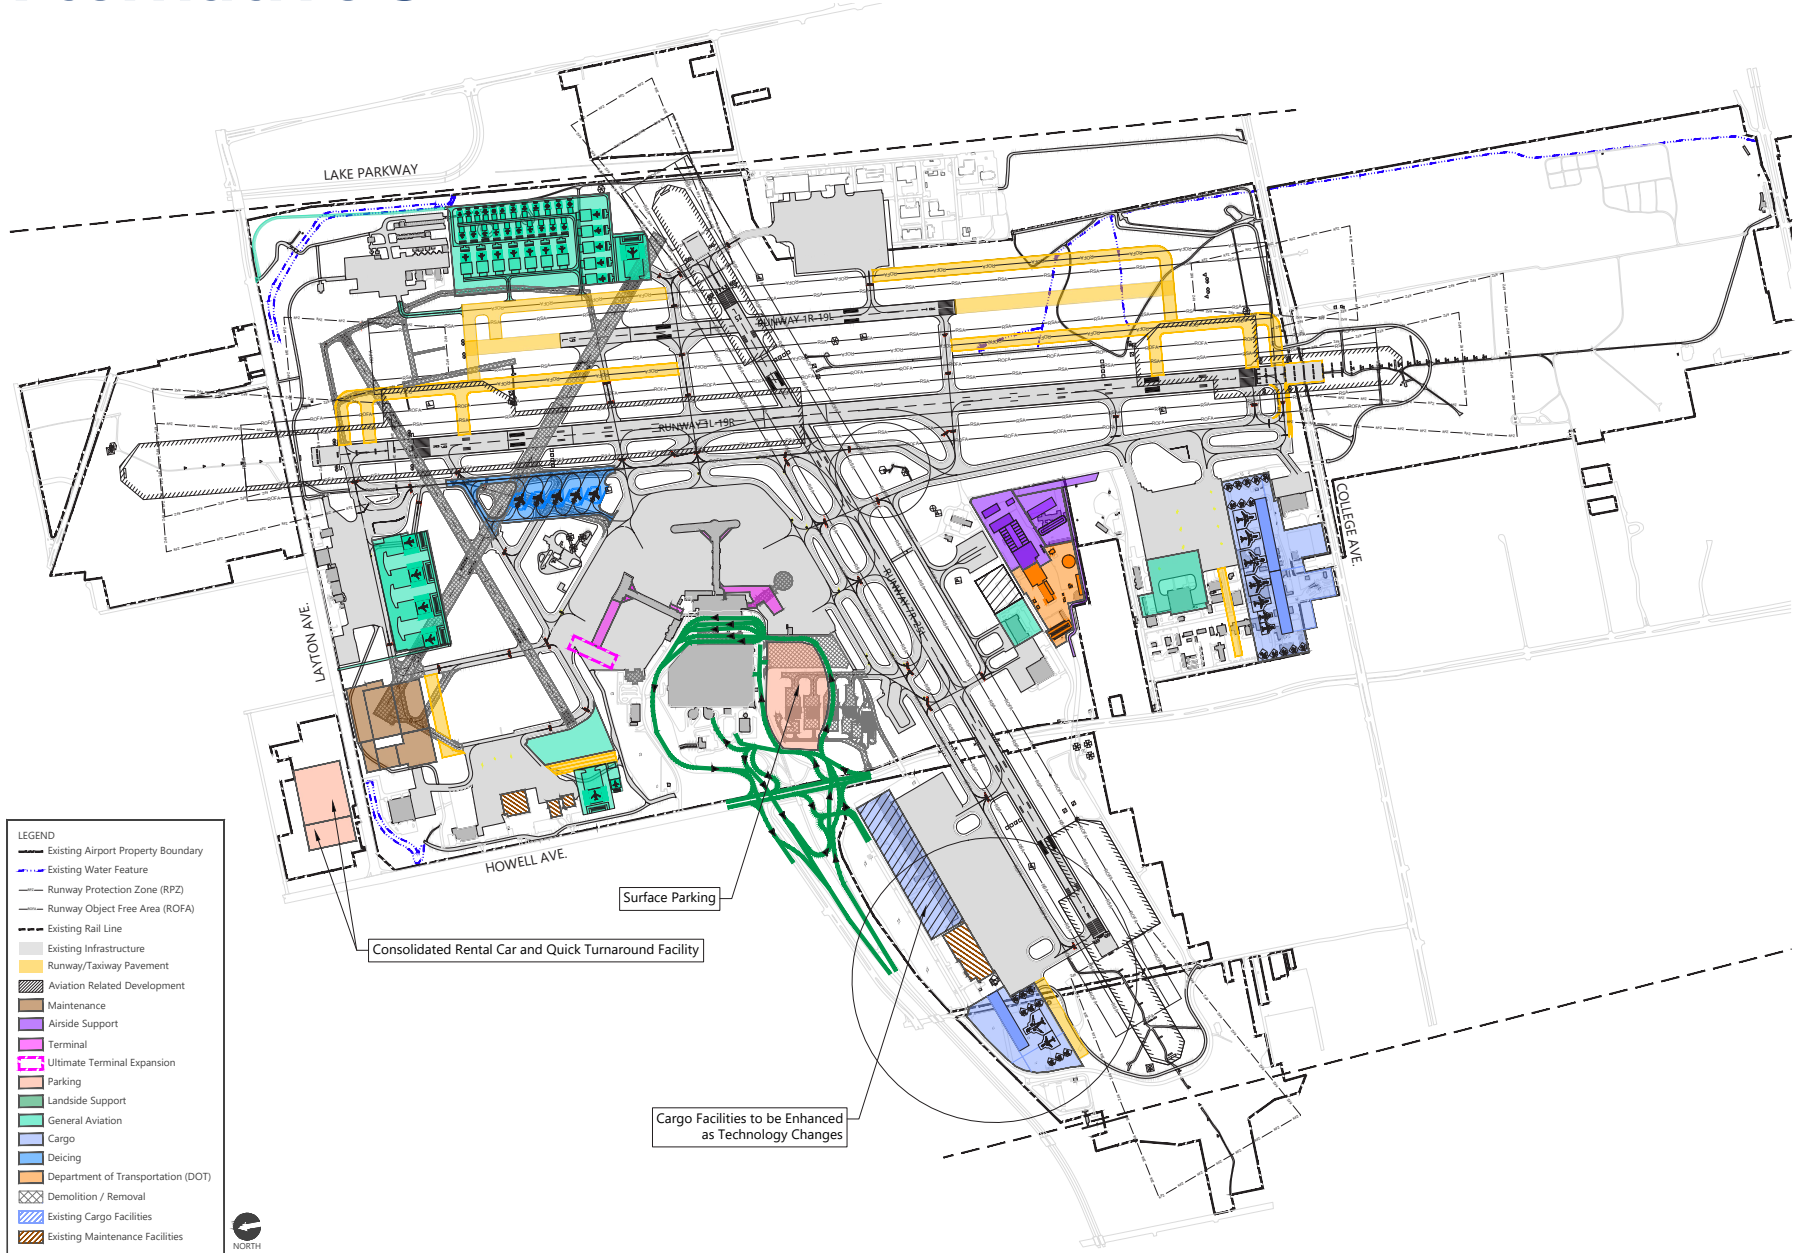 LAKE PARKWAY
RUNWAY 1R-19L
RUNWAY 1L-19R
RUNWAY 7R-25L
LAYTON AVE.
COLLEGE AVE.
HOWELL AVE.
Surface Parking
Consolidated Rental Car and Quick Turnaround Facility
Cargo Facilities to be Enhanced
as Technology Changes
LEGEND
Existing Airport Property Boundary
Existing Water Feature
Runway Protection Zone (RPZ)
Runway Object Free Area (ROFA)
Existing Rail Line
Existing Infrastructure
Runway/Taxiway Pavement
Aviation Related Development
Maintenance
Airside Support
Terminal
Ultimate Terminal Expansion
Parking
Landside Support
General Aviation
Cargo
Deicing
Department of Transportation (DOT)
Demolition / Removal
Existing Cargo Facilities
Existing Maintenance Facilities
NORTH